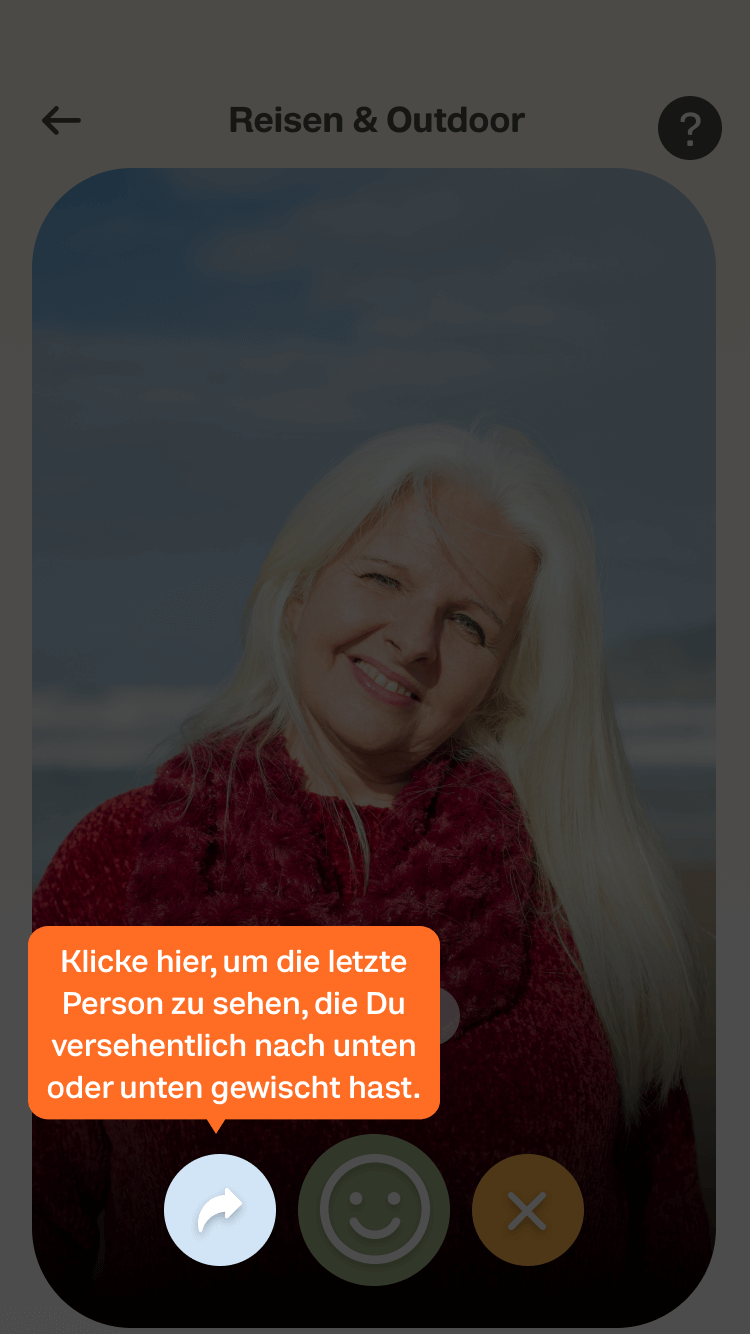 Reisen & Outdoor
?
Klicke hier, um die letzte
Person zu sehen, die Du
versehentlich nach unten
oder unten gewischt hast.